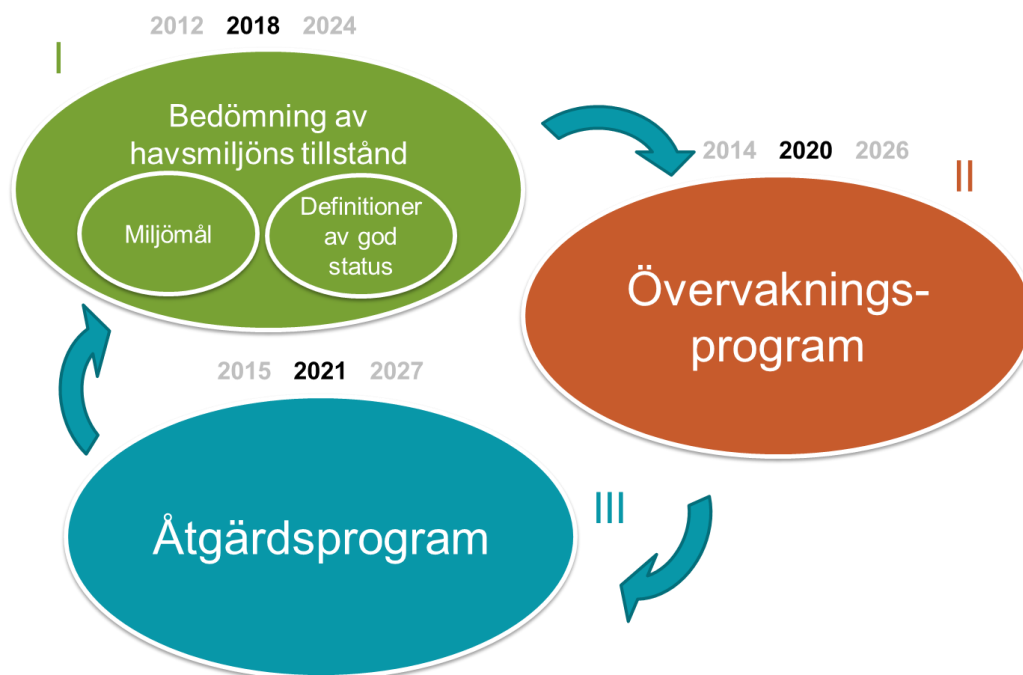 2012 2018 2024
I
Bedömning av
havsmiljöns tillstånd
Miljömål
Definitioner
av god
status
2014 2020 2026
II
Övervaknings-
program
2015 2021 2027
III
Åtgärdsprogram